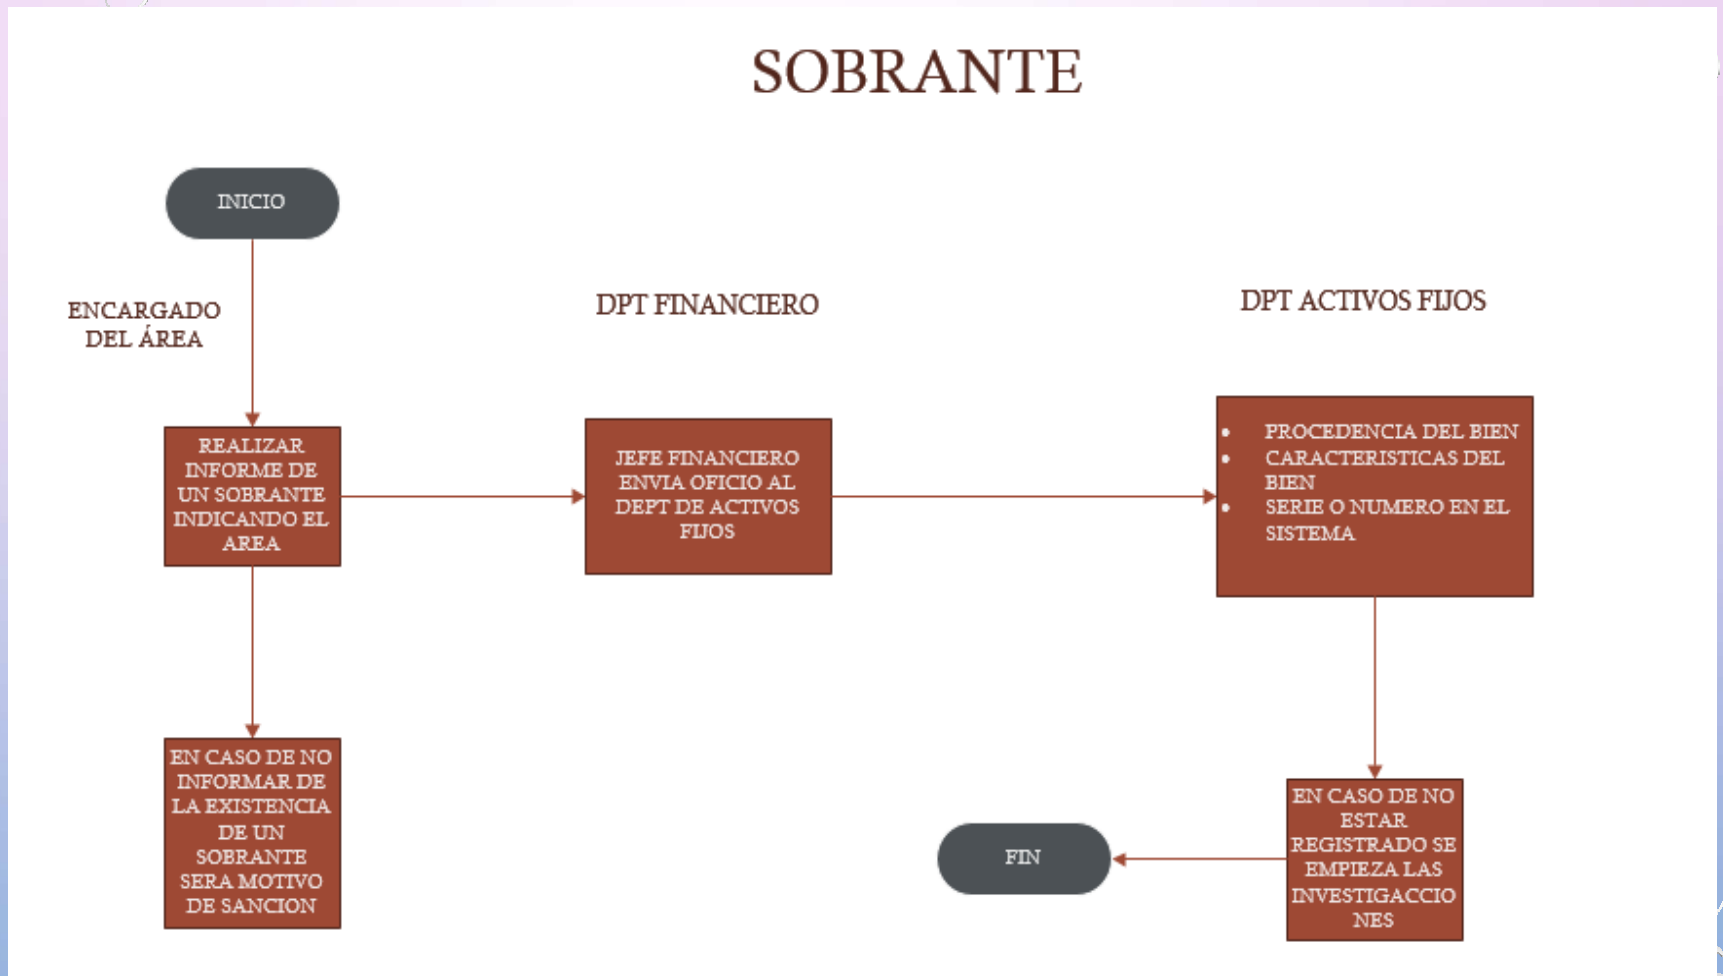 SOBRANTE
INICIO
ENCARGADO
DEL ÁREA
DPT FINANCIERO
DPT ACTIVOS FIJOS
REALIZAR
INFORME DE
UN SOBRANTE
INDICANDO EL
AREA
JEFE FINANCIERO
ENVIA OFICIO AL
DEPT DE ACTIVOS
FIJOS
• PROCEDENCIA DEL BIEN
• CARACTERISTICAS DEL
BIEN
• SERIE O NUMERO EN EL
SISTEMA
EN CASO DE NO
INFORMAR DE
LA EXISTENCIA
DE UN
SOBRANTE
SERA MOTIVO
DE SANCION
FIN
EN CASO DE NO
ESTAR
REGISTRADO SE
EMPIEZA LAS
INVESTIGACCIO
NES